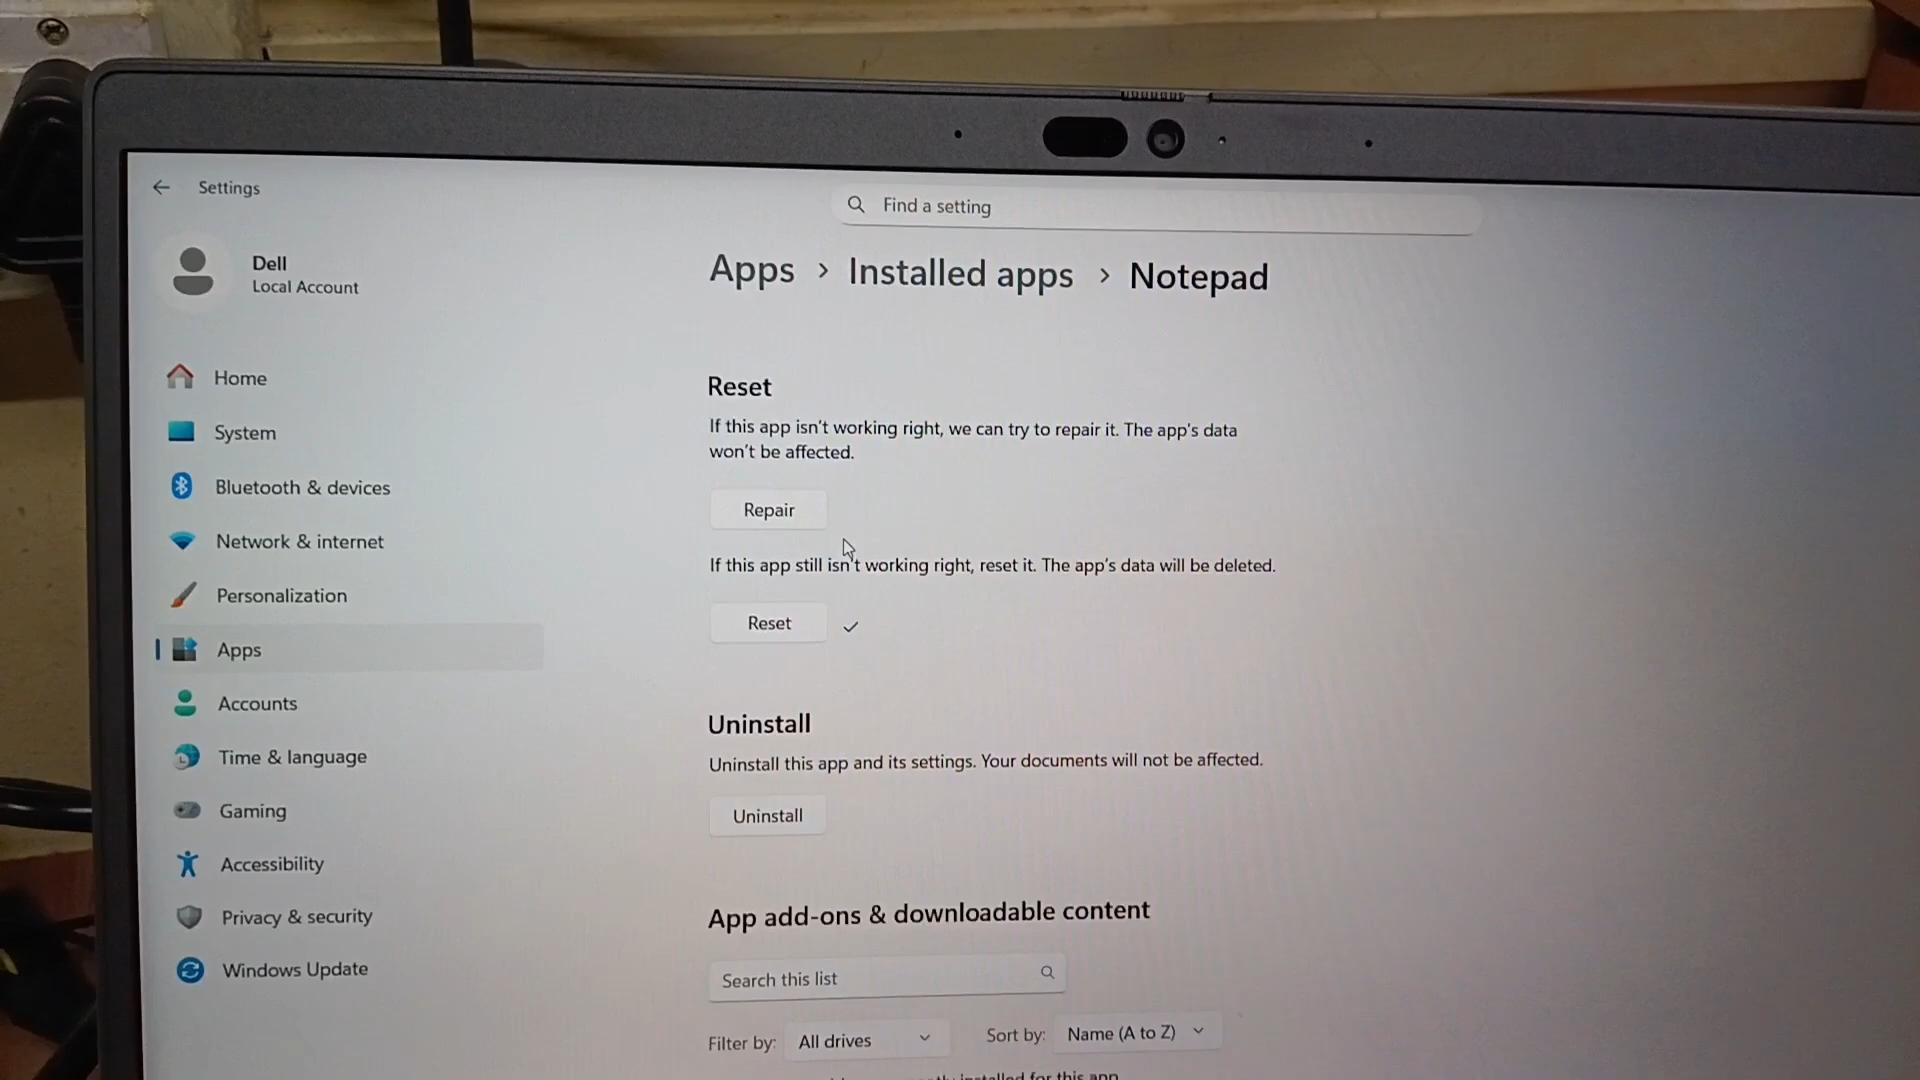 Settings
Find a setting
Dell
Local Account
Apps > Installed apps > Notepad
Home
System
Bluetooth & devices
Network & internet
Personalization
Apps
Accounts
Time & language
Gaming
Accessibility
Privacy & security
Windows Update
Reset
If this app isn't working right, we can try to repair it. The app's data
won't be affected.
Repair
If this app still isn't working right, reset it. The app's data will be deleted.
Reset
Uninstall
Uninstall this app and its settings. Your documents will not be affected.
Uninstall
App add-ons & downloadable content
Search this list
Filter by: All drives Sort by: Name (A to Z)
installed for this app